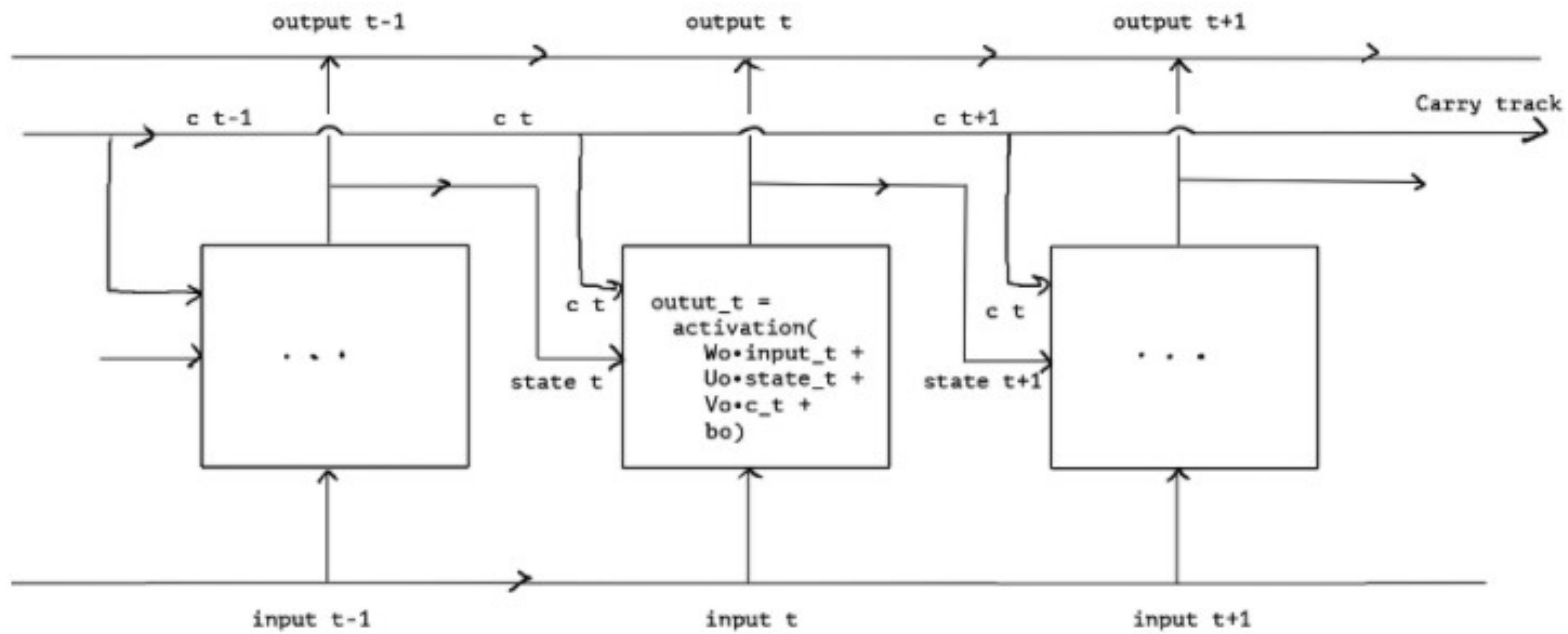 output t-1
output t
output t+1
c t-1
c t
c t+1
Carry track
c t
outut_t =
activation(
Wo•input_t +
Uo•state_t +
Vo•c_t +
bo)
c t
state t
state t+1
. . .
. . .
input t-1
input t
input t+1